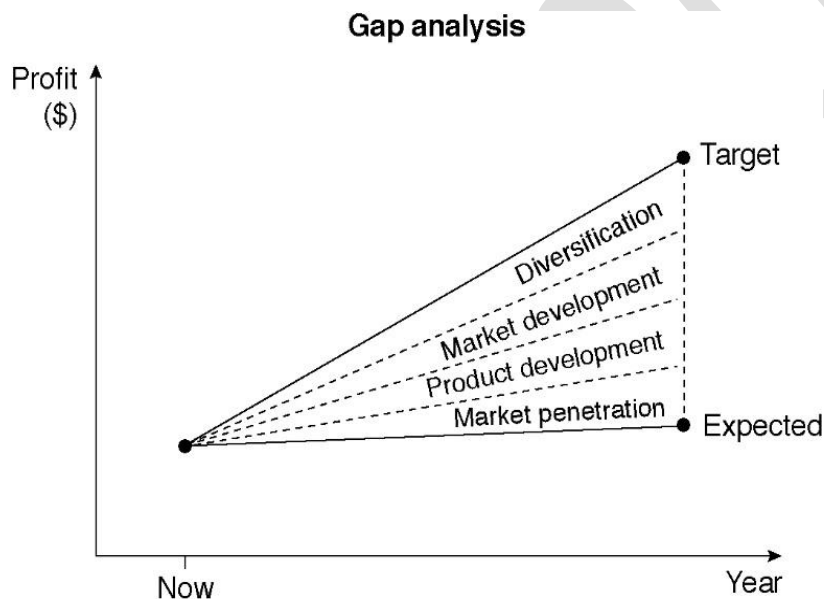 Gap analysis
Profit
($)
Target
Diversification
Market development
Product development
Market penetration
Expected
Now
Year